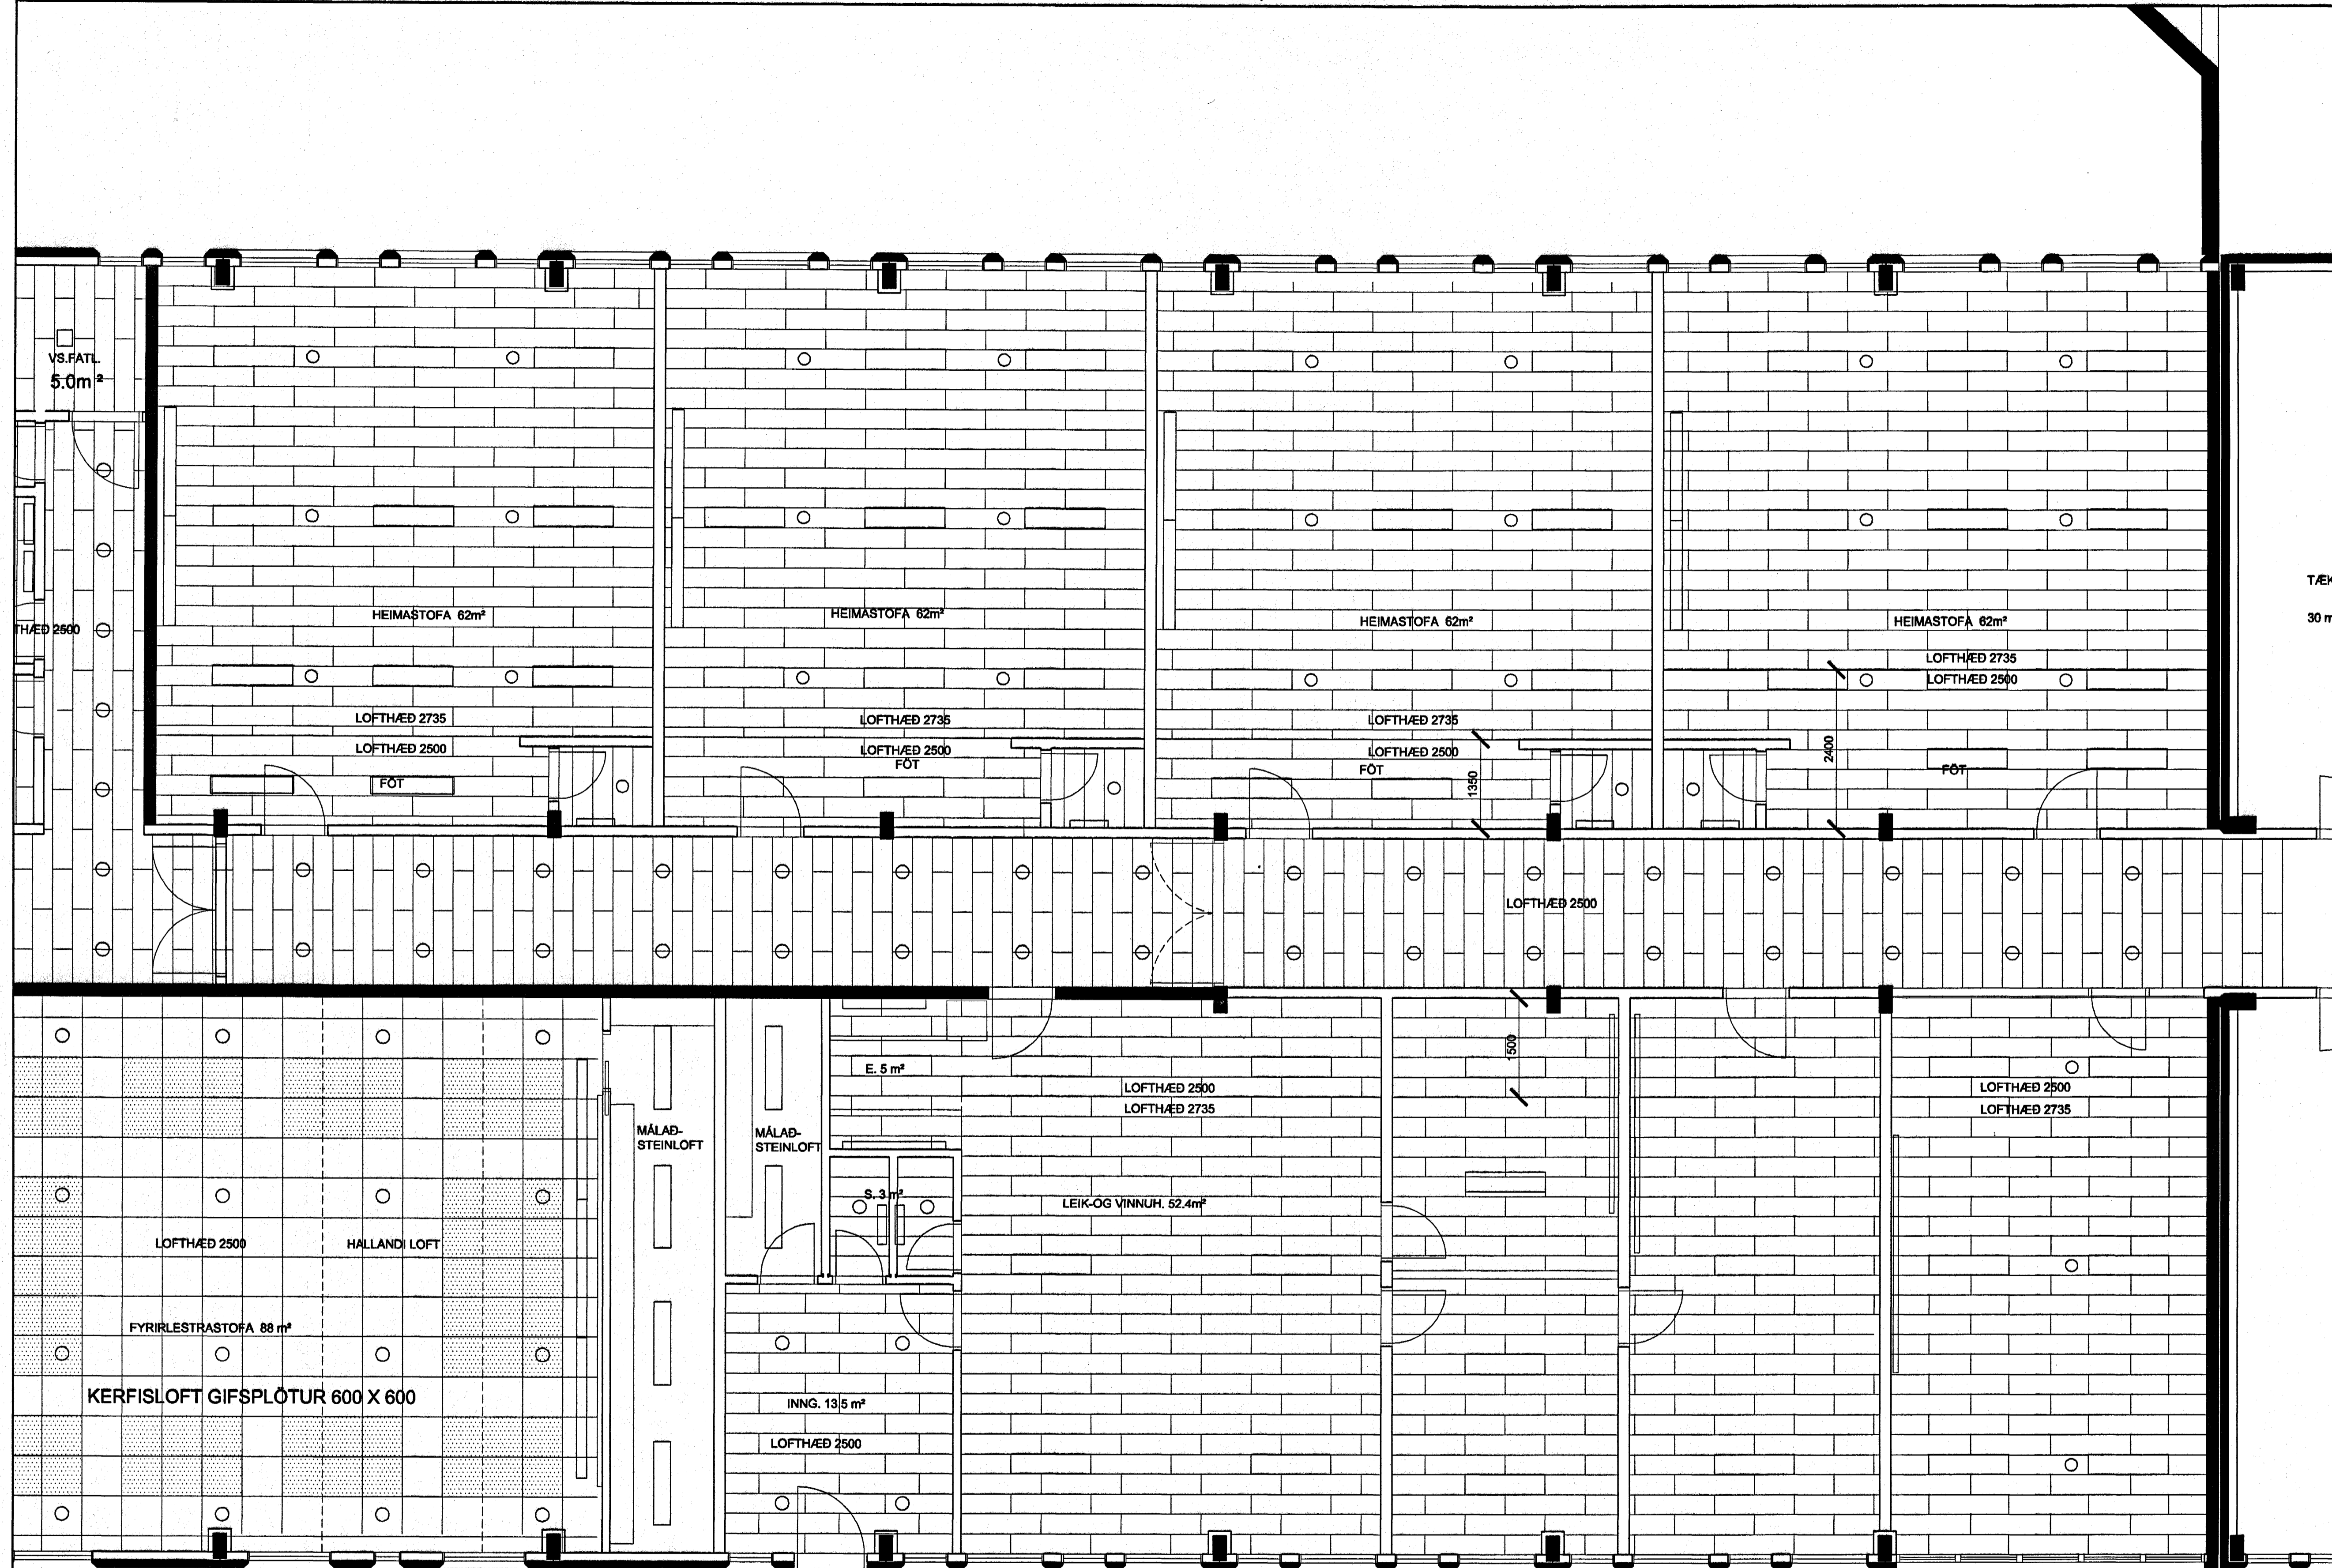 VS.FATL.
5.0m²
THÆÐ 2500
HEIMASTOFA 62m²
LOFTHÆÐ 2735
LOFTHÆÐ 2500
FÖT
HEIMASTOFA 62m²
LOFTHÆÐ 2735
LOFTHÆÐ 2500
FÖT
HEIMASTOFA 62m²
LOFTHÆÐ 2735
LOFTHÆÐ 2500
FÖT
1350
HEIMASTOFA 62m²
LOFTHÆÐ 2735
LOFTHÆÐ 2500
2400
FÖT
TÆK
30 m
LOFTHÆÐ 2500
LOFTHÆÐ 2500
HALLANDI LOFT
FYRIRLESTRASTOFA 88 m²
KERFISLOFT GIFSPLÖTUR 600 X 600
MÁLAÐ-
STEINLOFT
MÁLAÐ-
STEINLOFT
E. 5 m²
S. 3 m²
INNG. 13.5 m²
LOFTHÆÐ 2500
LOFTHÆÐ 2500
LOFTHÆÐ 2735
LEIK-OG VINNUH. 52.4m²
1500
LOFTHÆÐ 2500
LOFTHÆÐ 2735